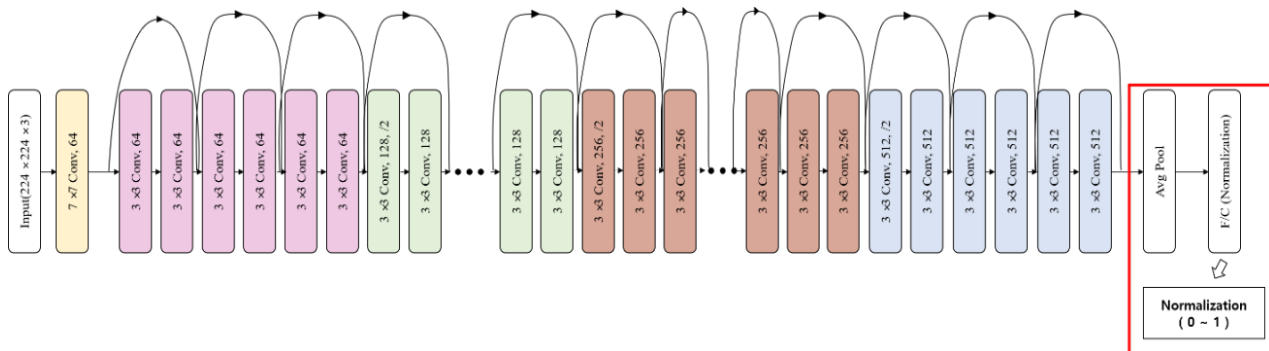 Input(224 ×224 ×3)
7 ×7 Conv, 64
3 ×3 Conv, 64
3 ×3 Conv, 64
3 ×3 Conv, 64
3 ×3 Conv, 64
3 ×3 Conv, 64
3 ×3 Conv, 64
3 ×3 Conv, 128, /2
3 ×3 Conv, 128
3 ×3 Conv, 128
3 ×3 Conv, 128
3 ×3 Conv, 256, /2
3 ×3 Conv, 256
3 ×3 Conv, 256
3 ×3 Conv, 256
3 ×3 Conv, 256
3 ×3 Conv, 256
3 ×3 Conv, 512, /2
3 ×3 Conv, 512
3 ×3 Conv, 512
3 ×3 Conv, 512
3 ×3 Conv, 512
3 ×3 Conv, 512
Avg Pool
F/C (Normalization)
Normalization
( 0 ~ 1 )